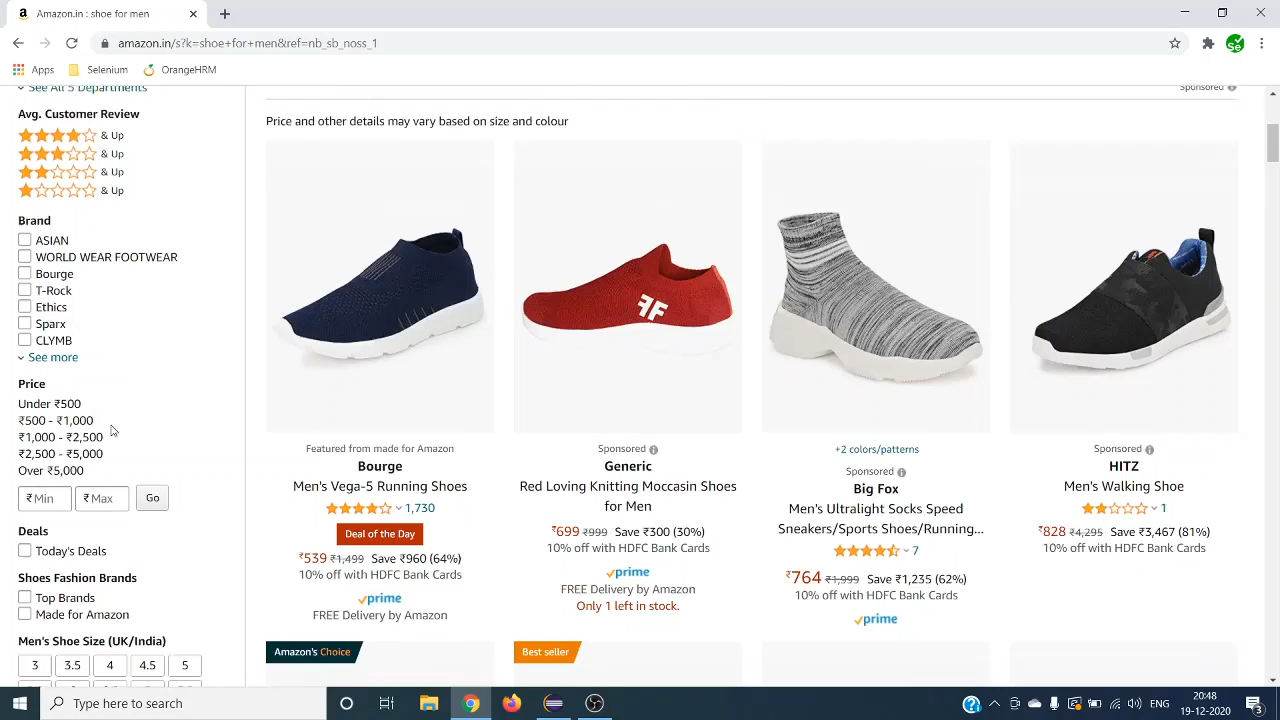 Amazon.in : shoe for men
amazon.in/s?k=shoe+for+men&ref=nb_sb_noss_1
Apps
Selenium
OrangeHRM
See All 5 Departments
Avg. Customer Review
& Up
& Up
& Up
& Up
Brand
ASIAN
WORLD WEAR FOOTWEAR
Bourge
T-Rock
Ethics
Sparx
CLYMB
See more
Price
Under ₹500
₹500 - ₹1,000
₹1,000 - ₹2,500
₹2,500 - ₹5,000
Over ₹5,000
₹ Min
₹ Max
Go
Deals
Today's Deals
Shoes Fashion Brands
Top Brands
Made for Amazon
Men's Shoe Size (UK/India)
3 3.5 4 4.5 5
Sponsored
Price and other details may vary based on size and colour
Featured from made for Amazon
Bourge
Men's Vega-5 Running Shoes
1,730
Deal of the Day
₹539 ₹1,499 Save ₹960 (64%)
10% off with HDFC Bank Cards
prime
FREE Delivery by Amazon
Sponsored
Generic
Red Loving Knitting Moccasin Shoes
for Men
₹699 ₹999 Save ₹300 (30%)
10% off with HDFC Bank Cards
prime
FREE Delivery by Amazon
Only 1 left in stock.
+2 colors/patterns
Sponsored
Big Fox
Men's Ultralight Socks Speed
Sneakers/Sports Shoes/Running...
7
₹764 ₹1,999 Save ₹1,235 (62%)
10% off with HDFC Bank Cards
prime
Sponsored
HITZ
Men's Walking Shoe
1
₹828 ₹4,295 Save ₹3,467 (81%)
10% off with HDFC Bank Cards
Amazon's Choice
Best seller
Type here to search
ENG
20:48
19-12-2020
3